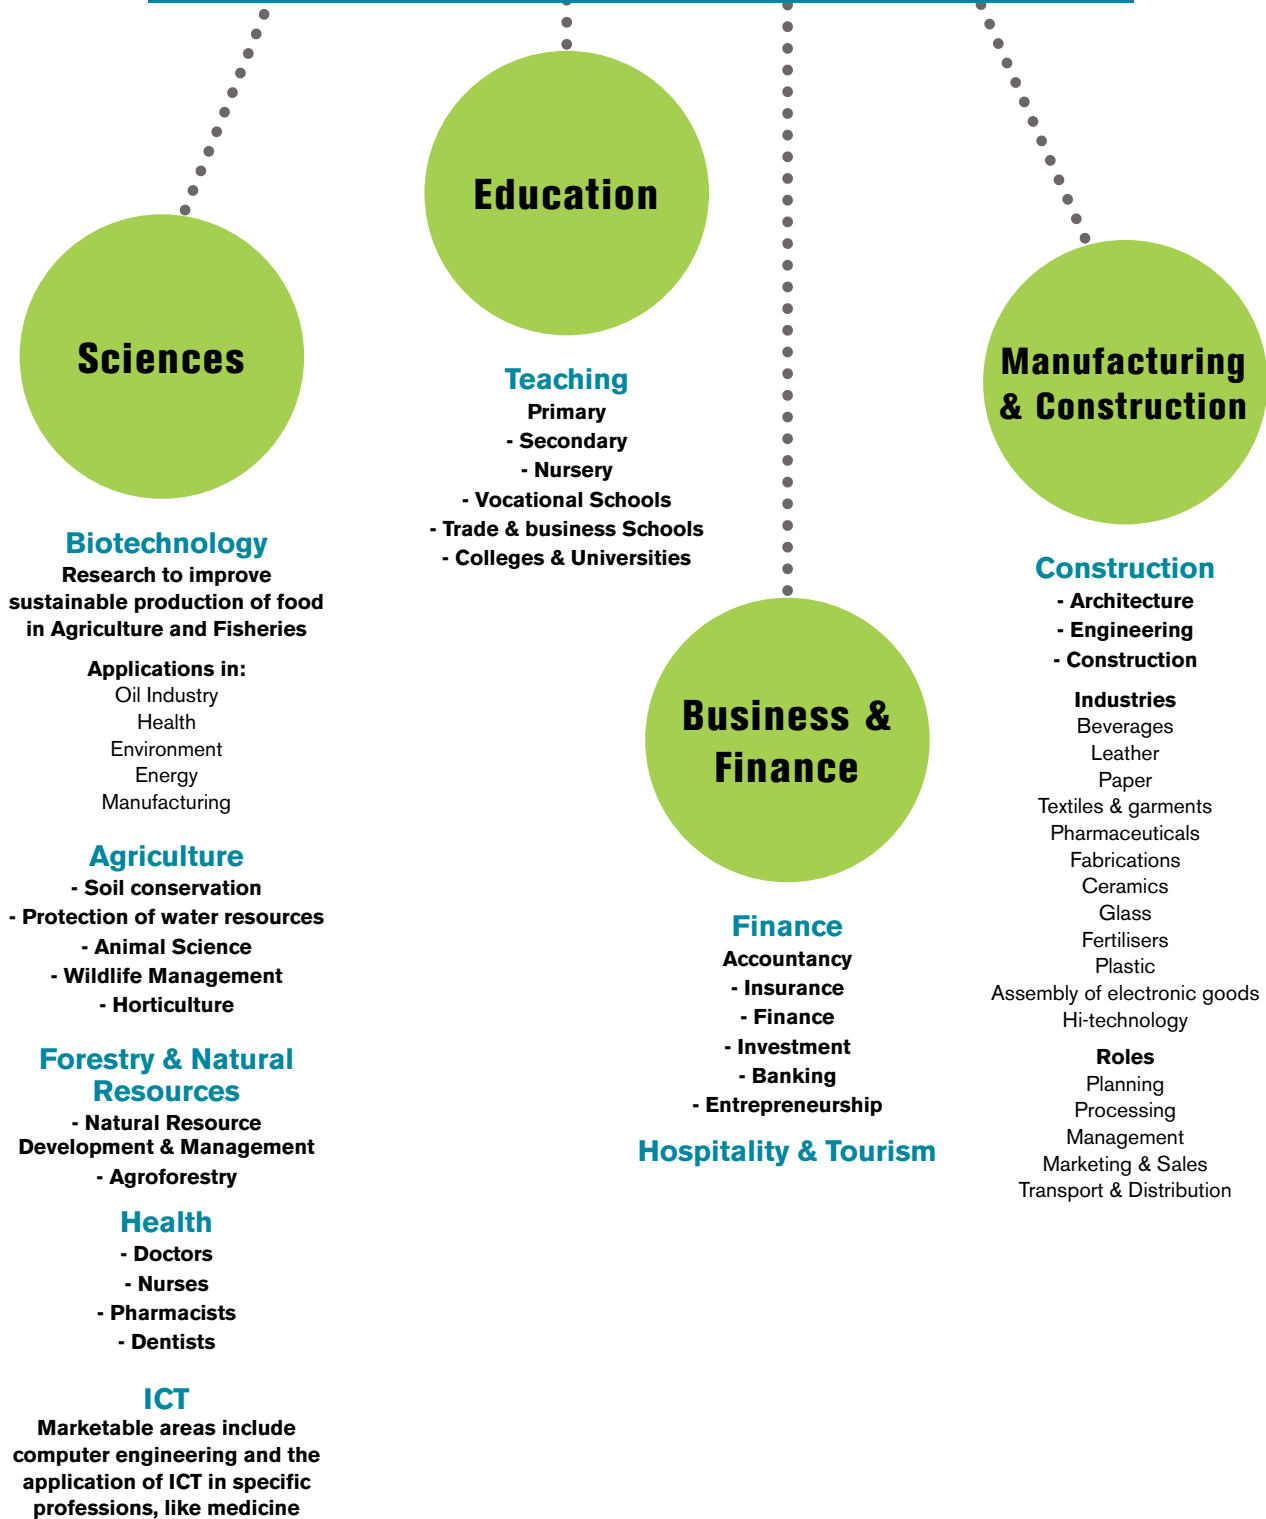 Sciences
Biotechnology
Research to improve
sustainable production of food
in Agriculture and Fisheries
Applications in:
Oil Industry
Health
Environment
Energy
Manufacturing
Agriculture
- Soil conservation
- Protection of water resources
- Animal Science
- Wildlife Management
- Horticulture
Forestry & Natural
Resources
- Natural Resource
Development & Management
- Agroforestry
Health
- Doctors
- Nurses
- Pharmacists
- Dentists
ICT
Marketable areas include
computer engineering and the
application of ICT in specific
professions, like medicine
Education
Teaching
Primary
- Secondary
- Nursery
- Vocational Schools
- Trade & business Schools
- Colleges & Universities
Business &
Finance
Finance
Accountancy
- Insurance
- Finance
- Investment
- Banking
- Entrepreneurship
Hospitality & Tourism
Manufacturing
& Construction
Construction
- Architecture
- Engineering
- Construction
Industries
Beverages
Leather
Paper
Textiles & garments
Pharmaceuticals
Fabrications
Ceramics
Glass
Fertilisers
Plastic
Assembly of electronic goods
Hi-technology
Roles
Planning
Processing
Management
Marketing & Sales
Transport & Distribution